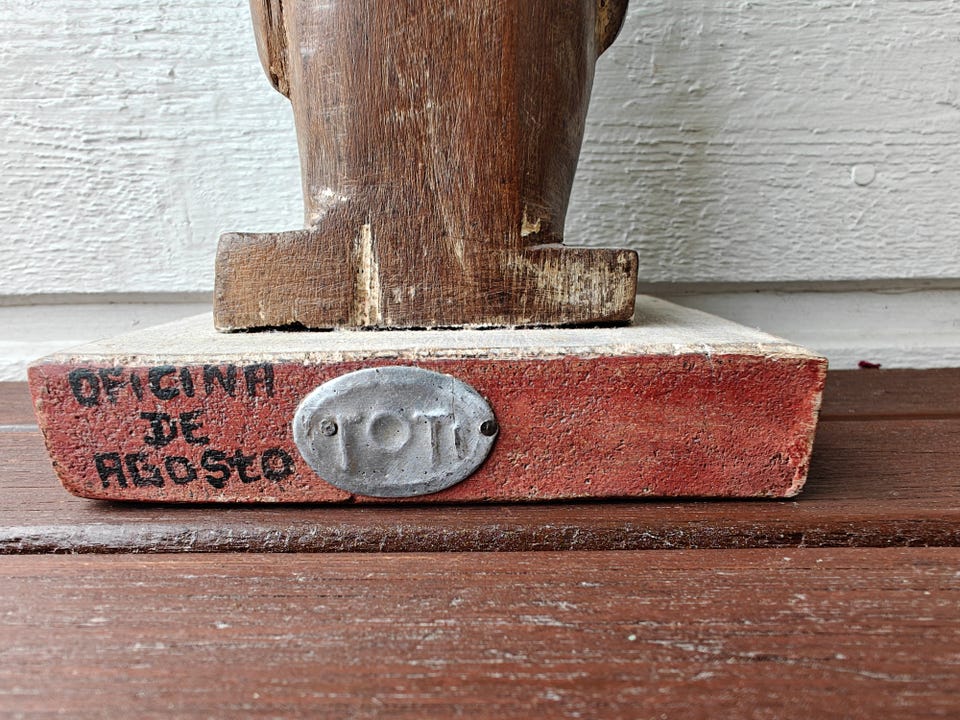 OFICINA
DE
AGOSTO
TOTI